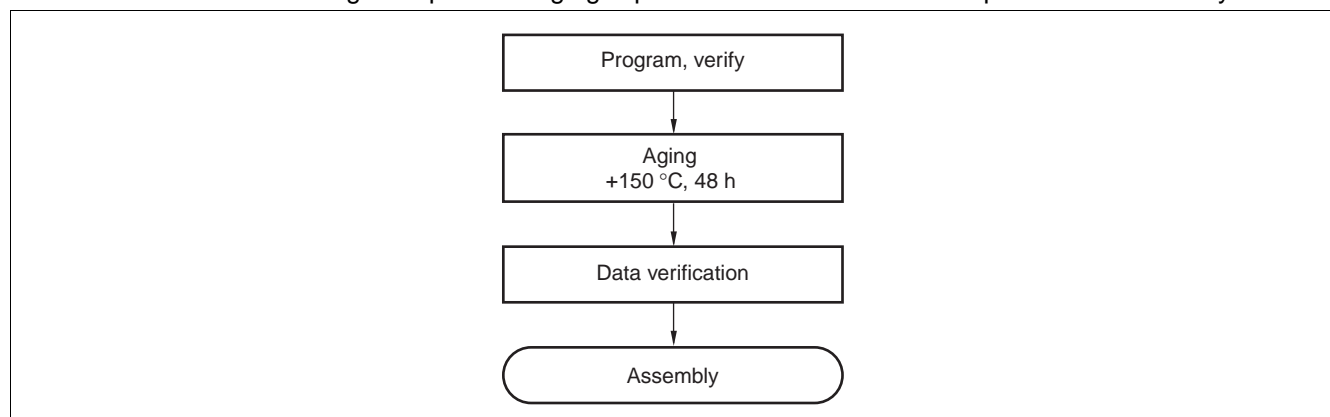 Program, verify
Aging
+150 °C, 48 h
Data verification
Assembly